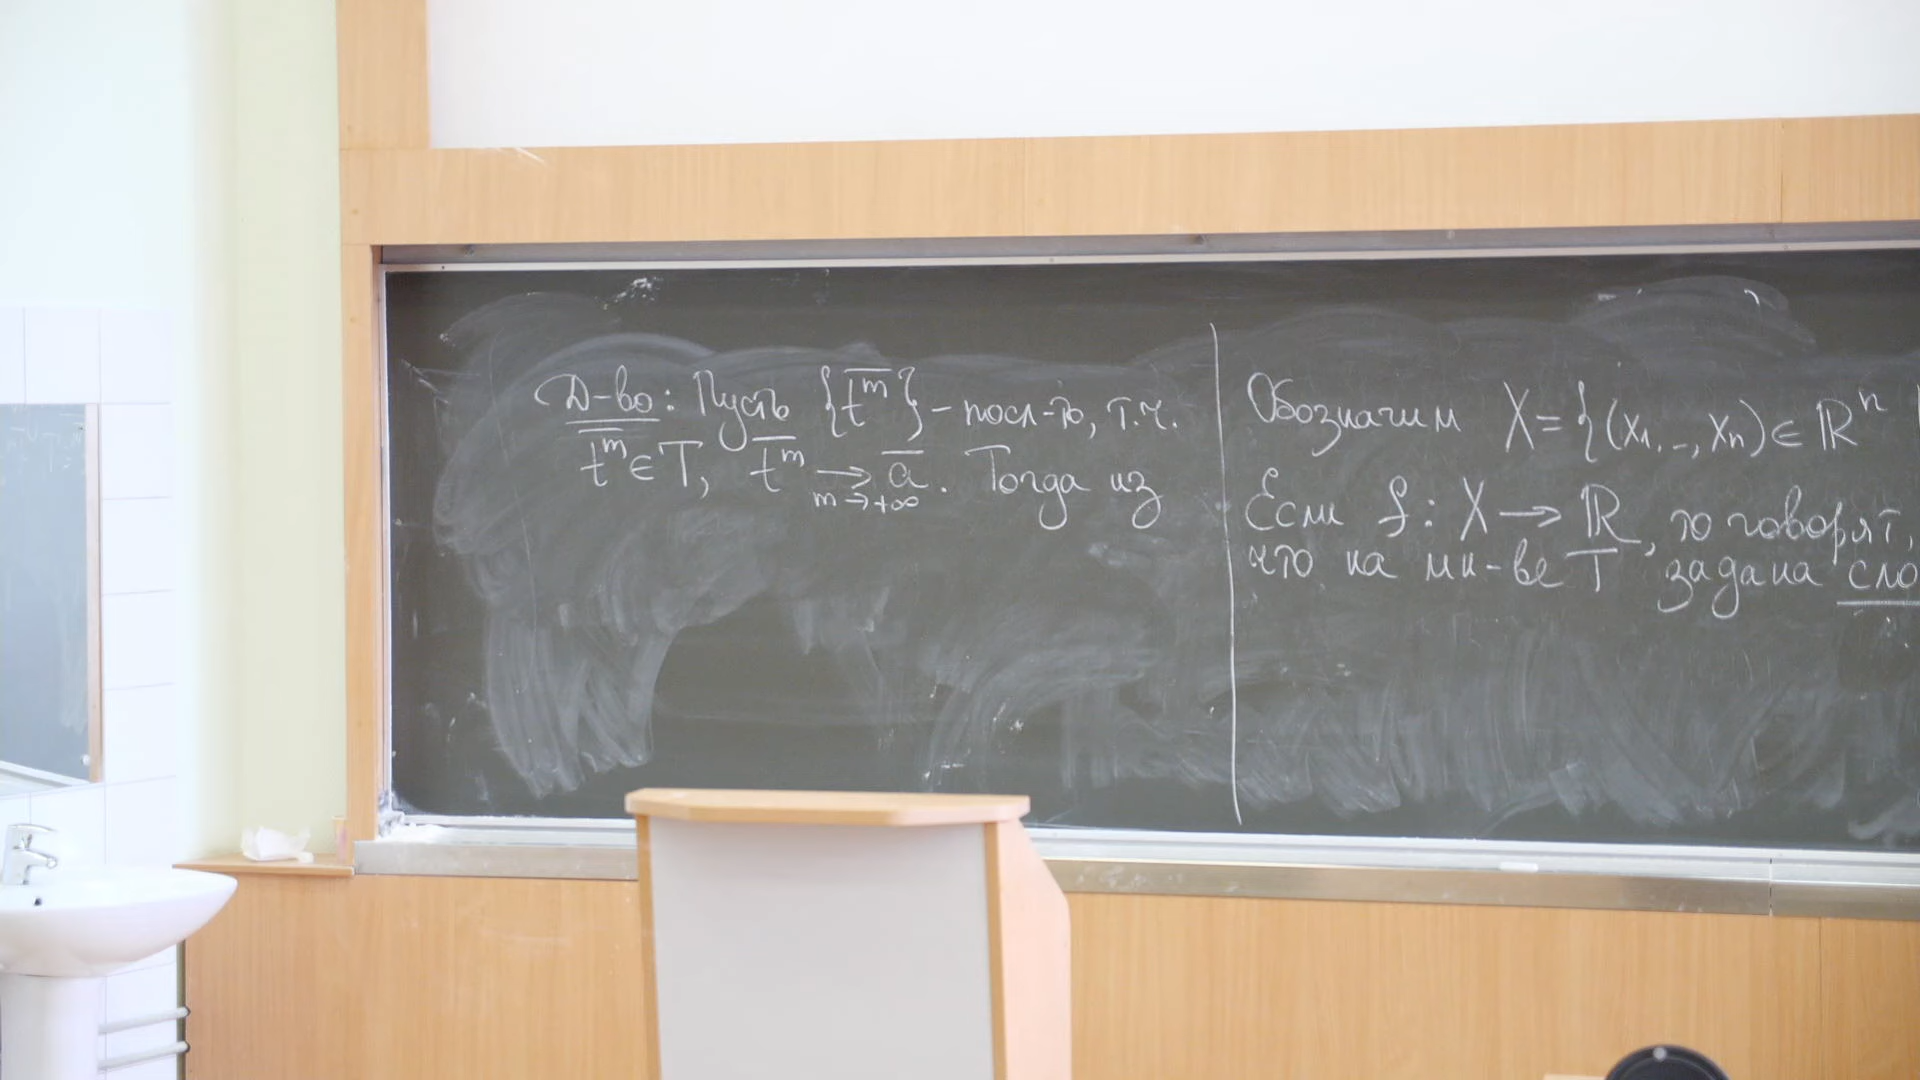 Д-во: Пусть {t̅ᵐ} – посл-ть, т.ч.
t̅ᵐ ∈ T, t̅ᵐ → a̅. Тогда из
m → +∞
Обозначим X = {(x₁, .., xₙ) ∈ ℝⁿ |
Если f: X → ℝ, то говорят,
что на мн-ве T задана сло